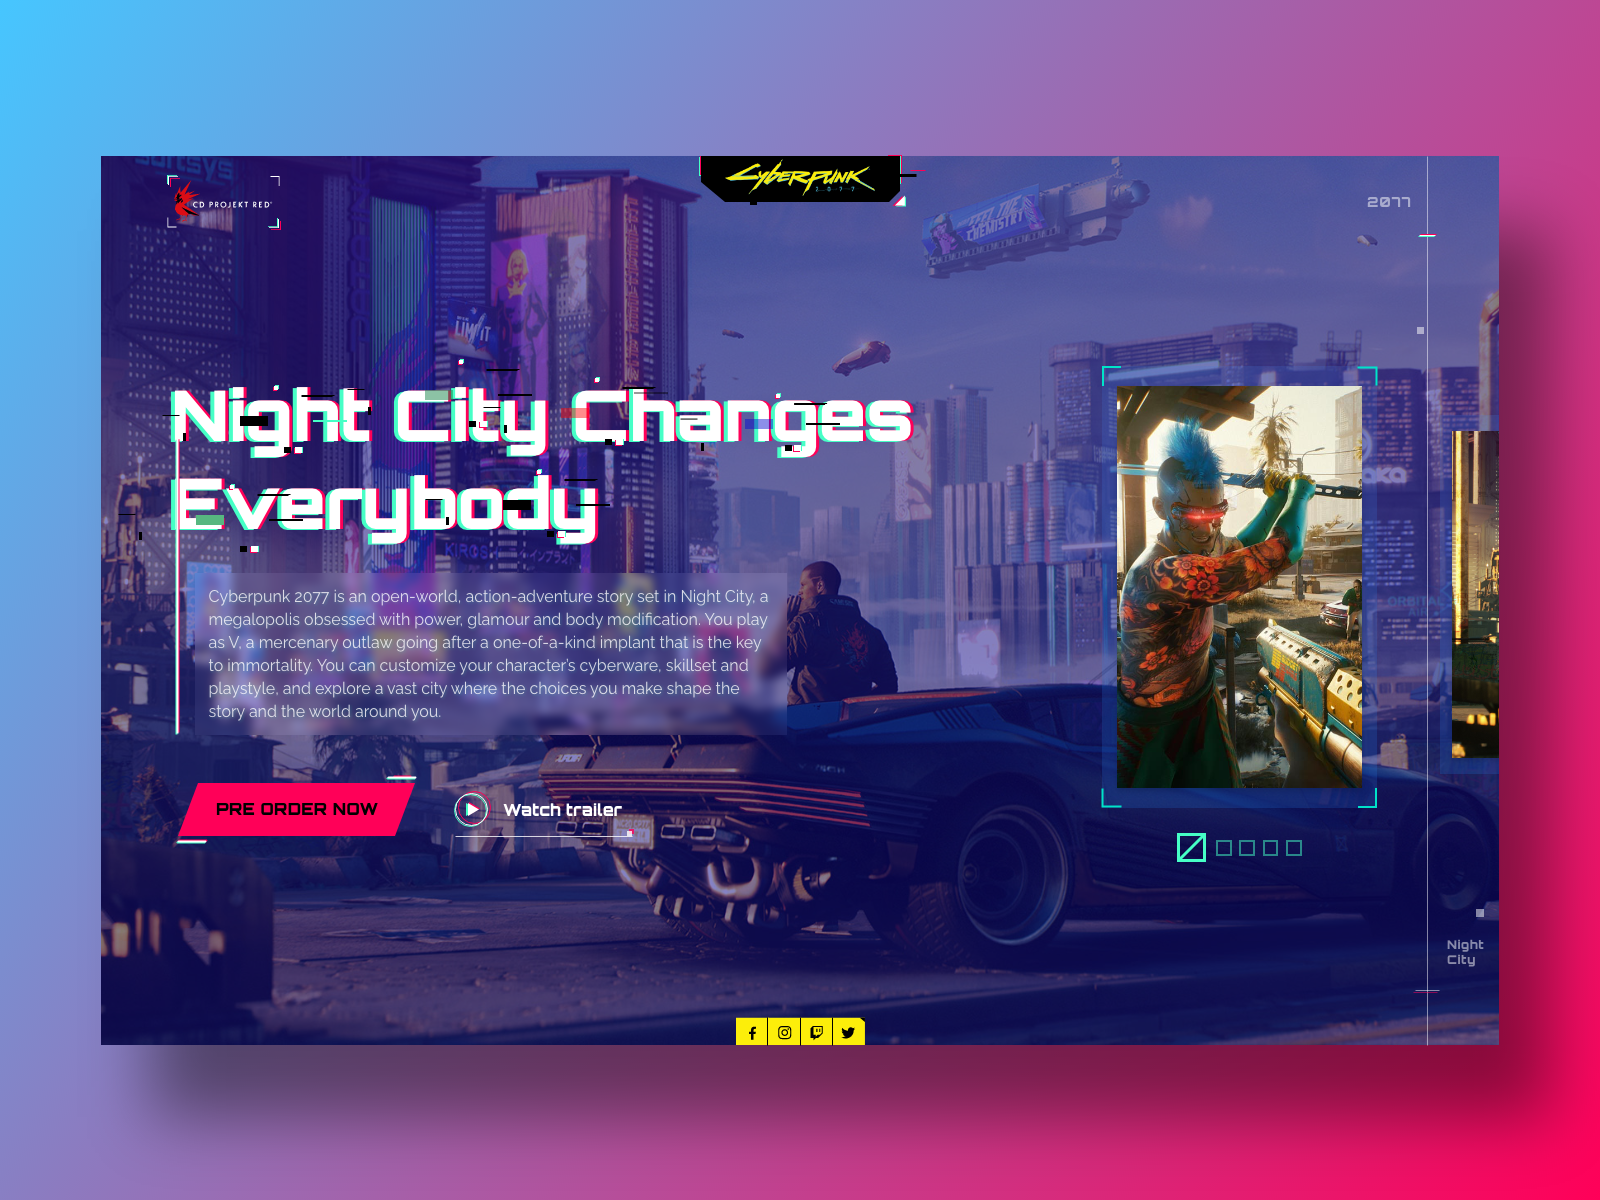 CD PROJEKT RED
Cyberpunk
2077
2077
CHEMISTRY
LIMIT
Night City Changes
Everybody
KIROSHI
Cyberpunk 2077 is an open-world, action-adventure story set in Night City, a
megalopolis obsessed with power, glamour and body modification. You play
as V, a mercenary outlaw going after a one-of-a-kind implant that is the key
to immortality. You can customize your character's cyberware, skillset and
playstyle, and explore a vast city where the choices you make shape the
story and the world around you.
PRE ORDER NOW
Watch trailer
Night
City